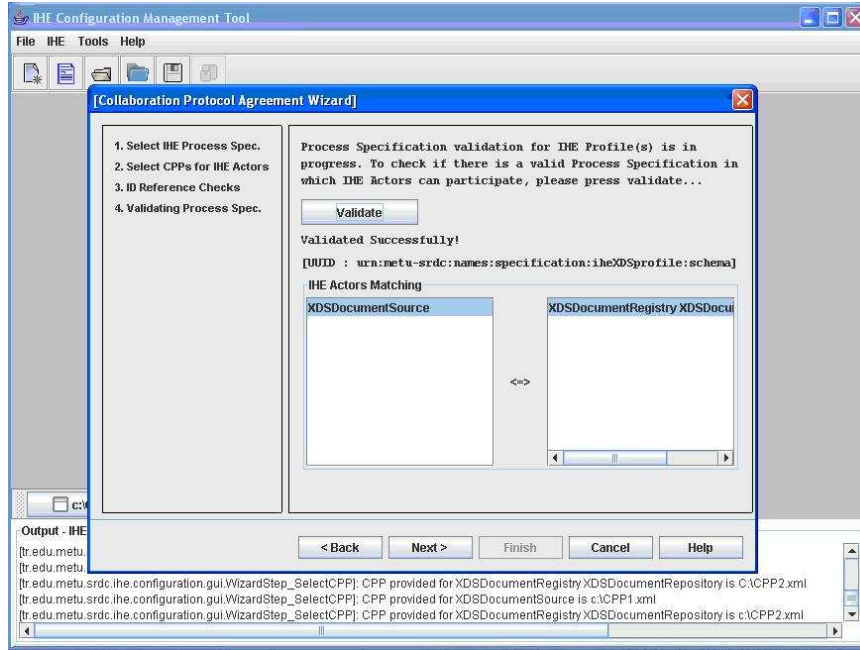 IHE Configuration Management Tool
File IHE Tools Help
[Collaboration Protocol Agreement Wizard]
1. Select IHE Process Spec.
2. Select CPPs for IHE Actors
3. ID Reference Checks
4. Validating Process Spec.
Process Specification validation for IHE Profile(s) is in
progress. To check if there is a valid Process Specification in
which IHE Actors can participate, please press validate...
Validate
Validated Successfully!
[UUID : urn:metu-srdc:names:specification:iheXDSprofile:schema]
IHE Actors Matching
XDSDocumentSource
<=>
XDSDocumentRegistry XDSDocu
c:\
< Back
Next >
Finish
Cancel
Help
Output - IHE
[tr.edu.metu.
[tr.edu.metu.
[tr.edu.metu.srdc.ihe.configuration.gui.WizardStep_SelectCPP]: CPP provided for XDSDocumentRegistry XDSDocumentRepository is C:\CPP2.xml
[tr.edu.metu.srdc.ihe.configuration.gui.WizardStep_SelectCPP]: CPP provided for XDSDocumentSource is c:\CPP1.xml
[tr.edu.metu.srdc.ihe.configuration.gui.WizardStep_SelectCPP]: CPP provided for XDSDocumentRegistry XDSDocumentRepository is c:\CPP2.xml